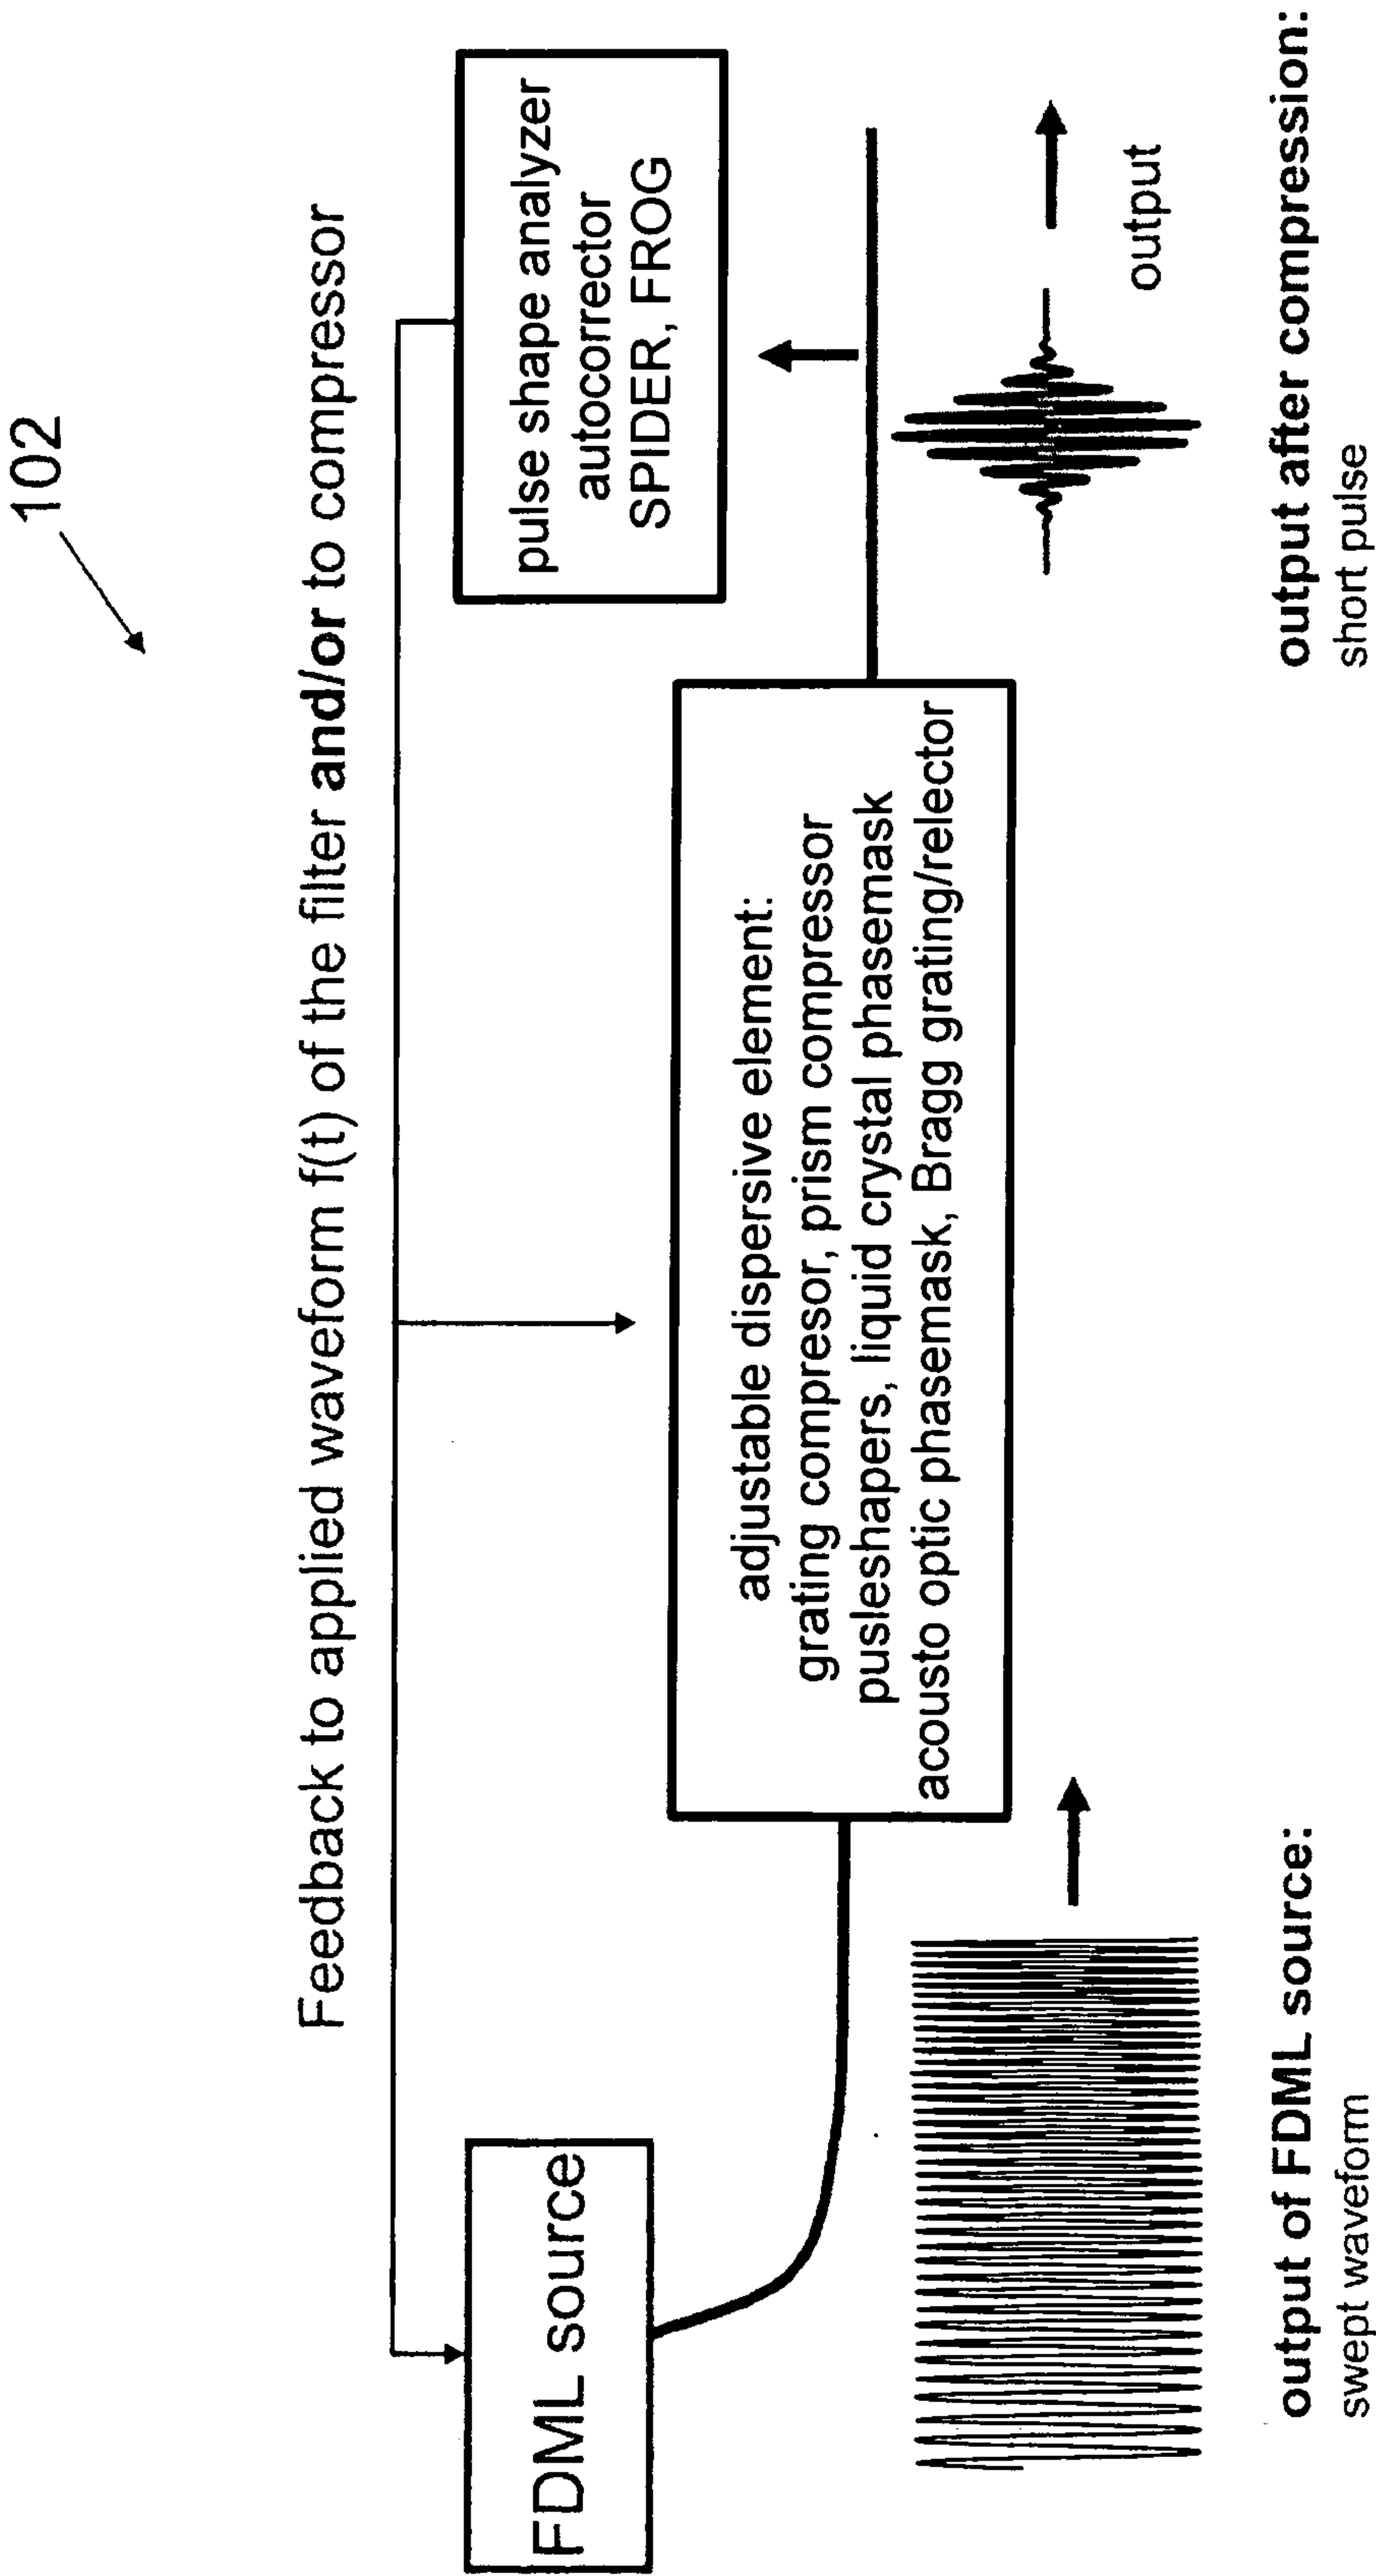 102
Feedback to applied waveform f(t) of the filter and/or to compressor
FDML source
pulse shape analyzer
autocorrector
SPIDER, FROG
adjustable dispersive element:
grating compresor, prism compressor
pusleshapers, liquid crystal phasemask
acousto optic phasemask, Bragg grating/relector
output
output of FDML source:
swept waveform
output after compression:
short pulse